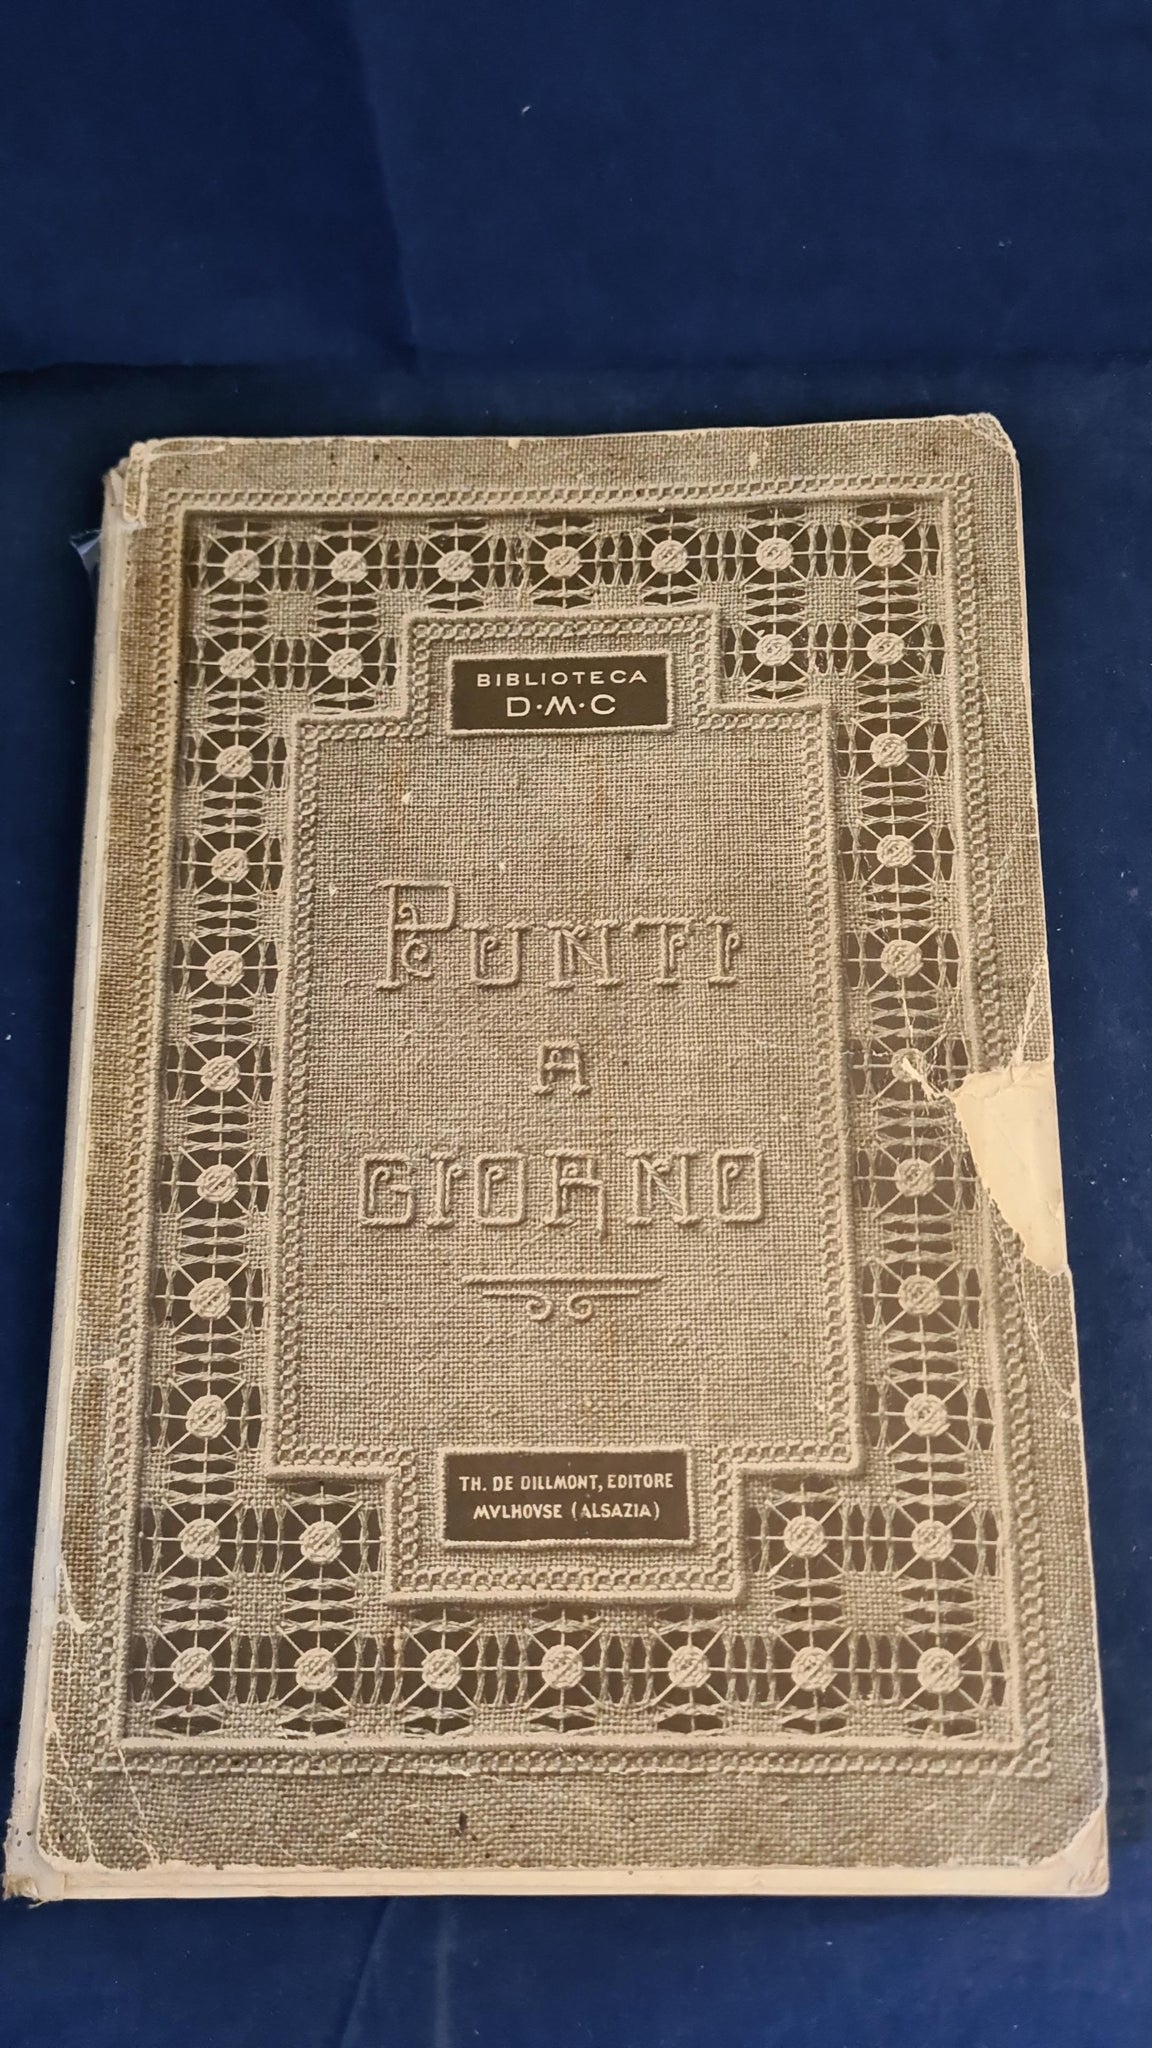 BIBLIOTECA
D·M·C
PUNTI
A
GIORNO
TH. DE DILLMONT, EDITORE
MVLHOVSE (ALSAZIA)